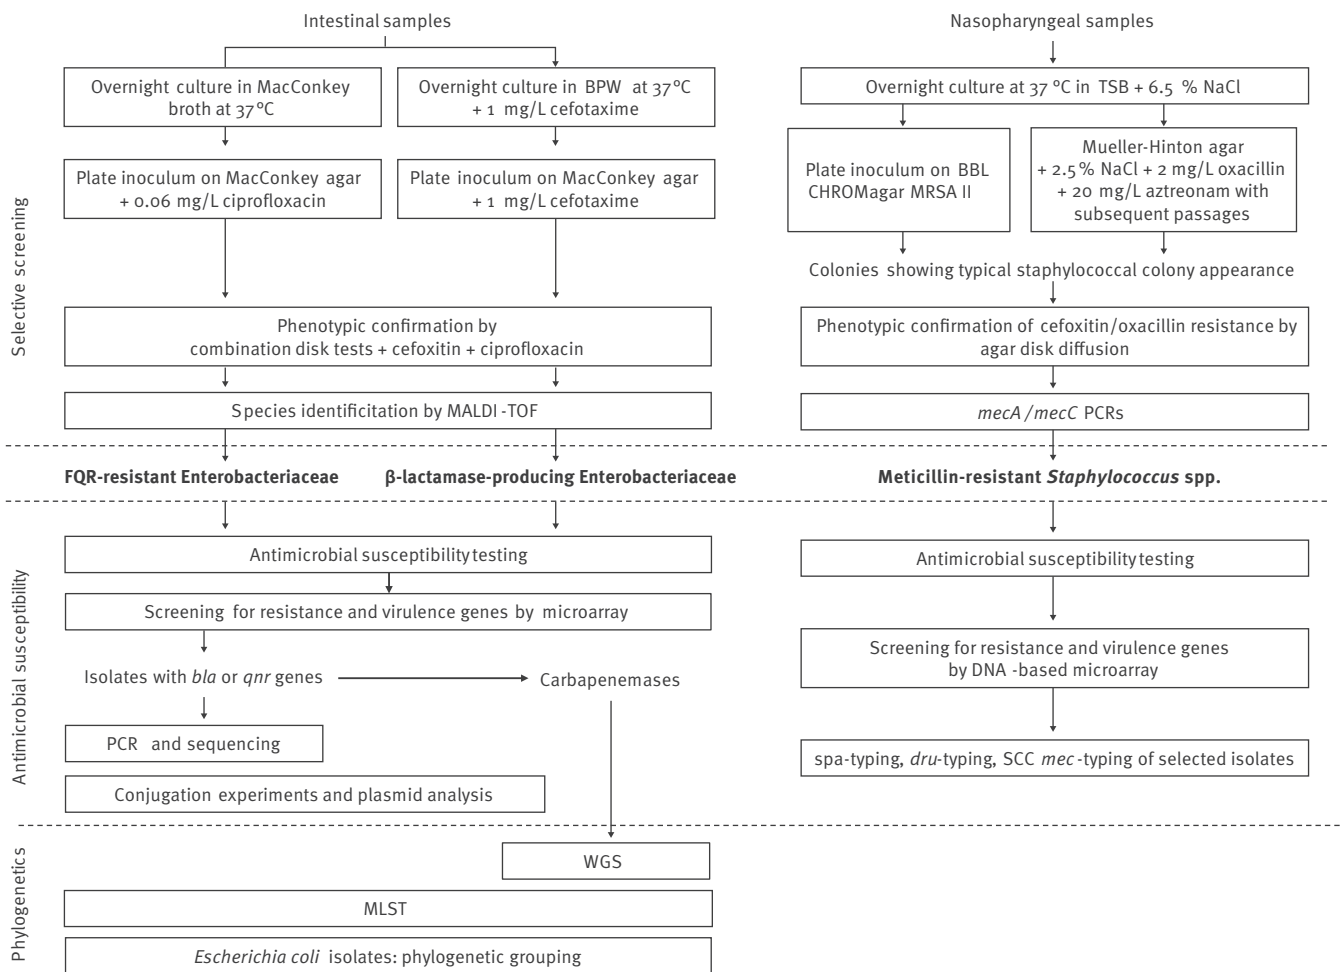 Intestinal samples
Overnight culture in MacConkey
broth at 37°C
Overnight culture in BPW at 37°C
+ 1 mg/L cefotaxime
Plate inoculum on MacConkey agar
+ 0.06 mg/L ciprofloxacin
Plate inoculum on MacConkey agar
+ 1 mg/L cefotaxime
Nasopharyngeal samples
Overnight culture at 37 °C in TSB + 6.5 % NaCl
Plate inoculum on BBL
CHROMagar MRSA II
Mueller-Hinton agar
+ 2.5% NaCl + 2 mg/L oxacillin
+ 20 mg/L aztreonam with
subsequent passages
Colonies showing typical staphylococcal colony appearance
Selective screening
Phenotypic confirmation by
combination disk tests + cefoxitin + ciprofloxacin
Species identificitation by MALDI-TOF
Phenotypic confirmation of cefoxitin/oxacillin resistance by
agar disk diffusion
mecA/mecC PCRs
FQR-resistant Enterobacteriaceae
β-lactamase-producing Enterobacteriaceae
Meticillin-resistant Staphylococcus spp.
Antimicrobial susceptibility
Antimicrobial susceptibility testing
Screening for resistance and virulence genes by microarray
Isolates with bla or qnr genes
Carbapenemases
PCR and sequencing
Conjugation experiments and plasmid analysis
Antimicrobial susceptibility testing
Screening for resistance and virulence genes
by DNA-based microarray
spa-typing, dru-typing, SCC mec-typing of selected isolates
Phylogenetics
WGS
MLST
Escherichia coli isolates: phylogenetic grouping